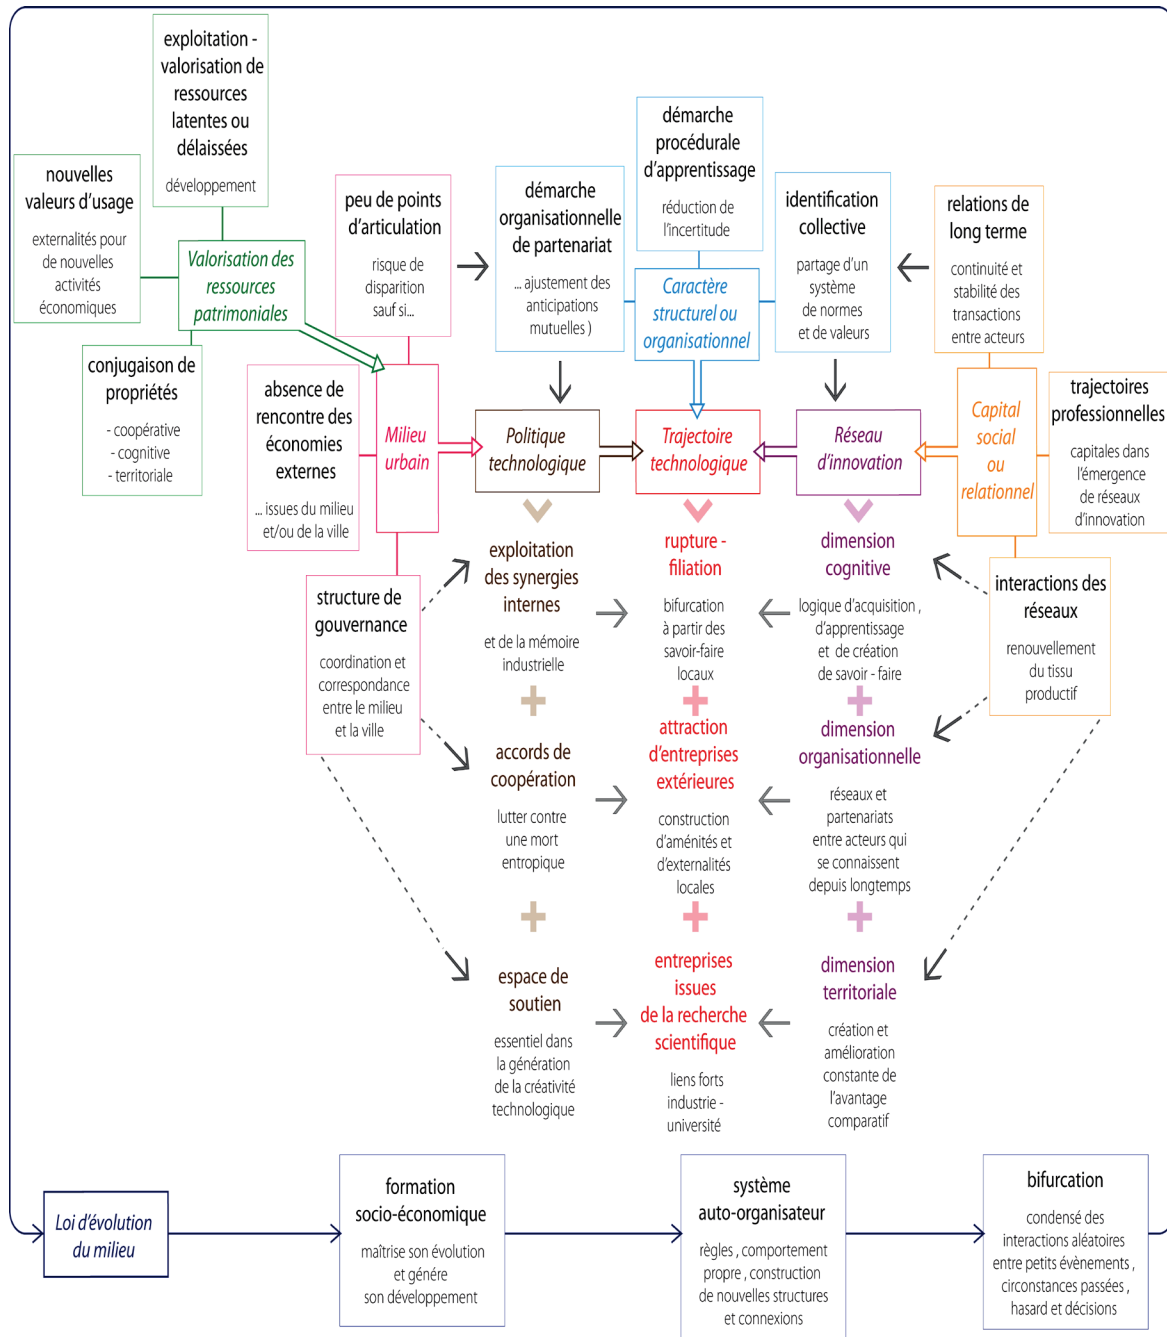 exploitation -
valorisation de
ressources
latentes ou
délaissées
développement
nouvelles
valeurs d'usage
externalités pour
de nouvelles
activités
économiques
Valorisation des
ressources
patrimoniales
conjugaison de
propriétés
- coopérative
- cognitive
- territoriale
peu de points
d'articulation
risque de
disparition
sauf si...
absence de
rencontre des
économies
externes
... issues du milieu
et/ou de la ville
Milieu
urbain
structure de
gouvernance
coordination et
correspondance
entre le milieu
et la ville
démarche
organisationnelle
de partenariat
... ajustement des
anticipations
mutuelles )
démarche
procédurale
d'apprentissage
réduction de
l'incertitude
Caractère
structurel ou
organisationnel
identification
collective
partage d'un
système
de normes
et de valeurs
relations de
long terme
continuité et
stabilité des
transactions
entre acteurs
Capital
social
ou
relationnel
trajectoires
professionnelles
capitales dans
l'émergence
de réseaux
d'innovation
interactions des
réseaux
renouvellement
du tissu
productif
Politique
technologique
exploitation
des synergies
internes
et de la mémoire
industrielle
accords de
coopération
lutter contre
une mort
entropique
espace de
soutien
essentiel dans
la génération
de la créativité
technologique
Trajectoire
technologique
rupture -
filiation
bifurcation
à partir des
savoir-faire
locaux
attraction
d'entreprises
extérieures
construction
d'aménités et
d'externalités
locales
entreprises
issues
de la recherche
scientifique
liens forts
industrie -
université
Réseau
d'innovation
dimension
cognitive
logique d'acquisition ,
d'apprentissage
et de création
de savoir - faire
dimension
organisationnelle
réseaux et
partenariats
entre acteurs qui
se connaissent
depuis longtemps
dimension
territoriale
création et
amélioration
constante de
l'avantage
comparatif
Loi d'évolution
du milieu
formation
socio-économique
maîtrise son évolution
et génére
son développement
système
auto-organisateur
règles , comportement
propre , construction
de nouvelles structures
et connexions
bifurcation
condensé des
interactions aléatoires
entre petits évènements ,
circonstances passées ,
hasard et décisions